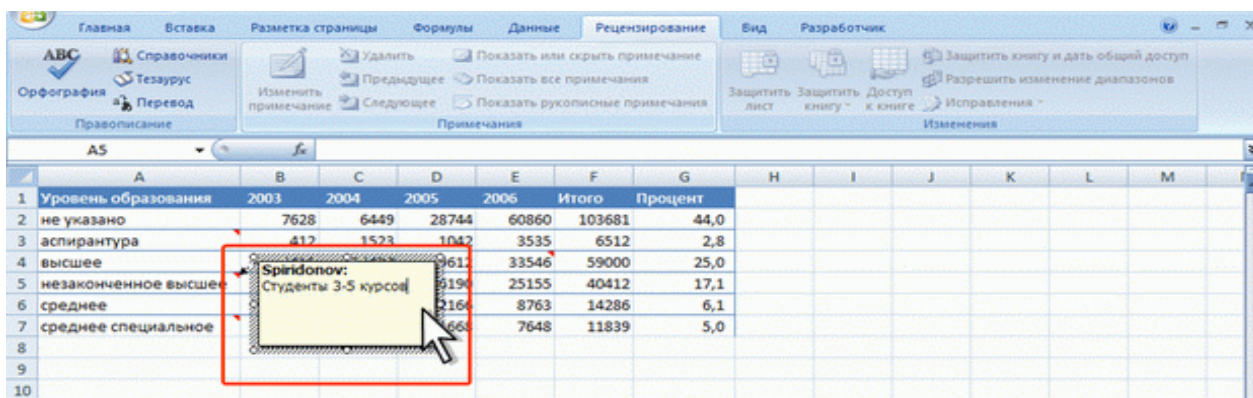 Главная Вставка Разметка страницы Формулы Данные Рецензирование Вид Разработчик
ABC Справочники Удалить Показать или скрыть примечание Защитить книгу и дать общий доступ
Тезаурус Предыдущее Показать все примечания Разрешить изменение диапазонов
Орфография Перевод Изменить примечание Следующее Показать рукописные примечания Защитить лист Защитить книгу Доступ к книге Исправления
Правописание Примечания Изменения
A5 fx
A B C D E F G H I J K L M
1 Уровень образования 2003 2004 2005 2006 Итого Процент
2 не указано 7628 6449 28744 60860 103681 44,0
3 аспирантура 412 1523 1042 3535 6512 2,8
4 высшее 33546 59000 25,0
Spiridonov:
5 незаконченное высшее 25155 40412 17,1
Студенты 3-5 курсов
6 среднее 8763 14286 6,1
7 среднее специальное 7648 11839 5,0
8
9
10